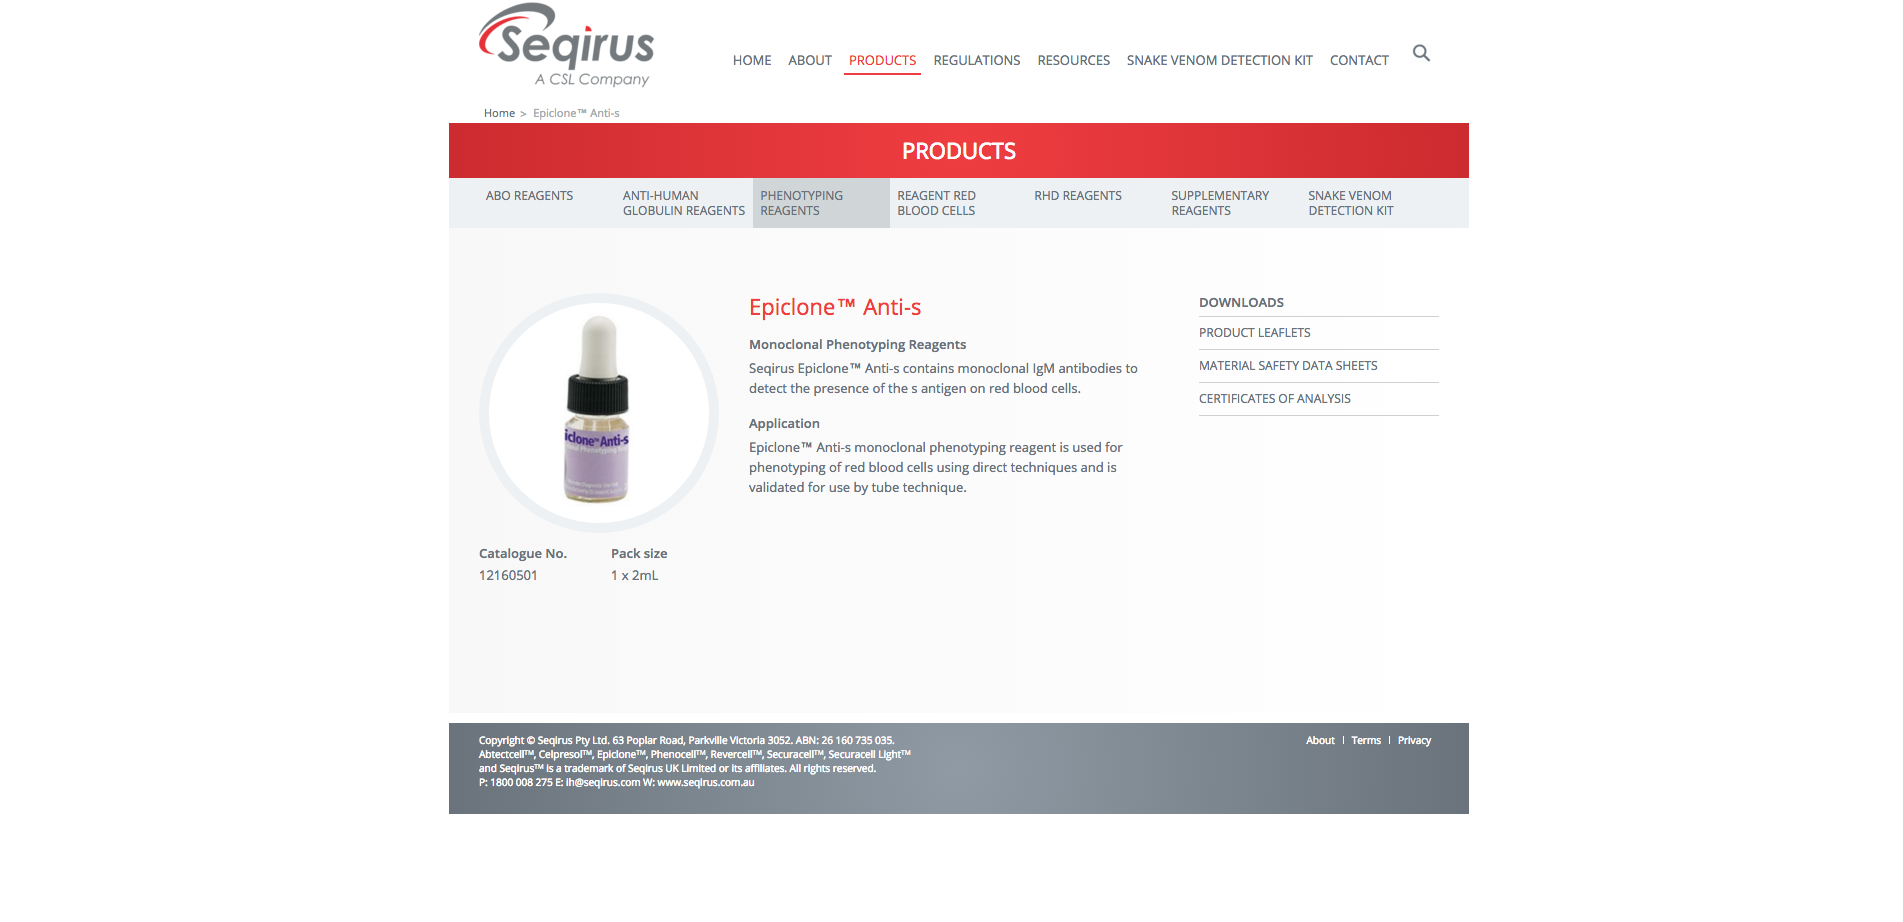 Seqirus
A CSL Company
HOME ABOUT PRODUCTS REGULATIONS RESOURCES SNAKE VENOM DETECTION KIT CONTACT
Home > Epiclone™ Anti-s
PRODUCTS
ABO REAGENTS
ANTI-HUMAN
GLOBULIN REAGENTS
PHENOTYPING
REAGENTS
REAGENT RED
BLOOD CELLS
RHD REAGENTS
SUPPLEMENTARY
REAGENTS
SNAKE VENOM
DETECTION KIT
iclone™ Anti-s
Phenotyping
Catalogue No. Pack size
12160501 1 x 2mL
Epiclone™ Anti-s
Monoclonal Phenotyping Reagents
Seqirus Epiclone™ Anti-s contains monoclonal IgM antibodies to
detect the presence of the s antigen on red blood cells.
Application
Epiclone™ Anti-s monoclonal phenotyping reagent is used for
phenotyping of red blood cells using direct techniques and is
validated for use by tube technique.
DOWNLOADS
PRODUCT LEAFLETS
MATERIAL SAFETY DATA SHEETS
CERTIFICATES OF ANALYSIS
Copyright © Seqirus Pty Ltd. 63 Poplar Road, Parkville Victoria 3052. ABN: 26 160 735 035.
Abtectcell™, Celpresol™, Epiclone™, Phenocell™, Revercell™, Securacell™, Securacell Light™
and Seqirus™ is a trademark of Seqirus UK Limited or its affiliates. All rights reserved.
P: 1800 008 275 E: ih@seqirus.com W: www.seqirus.com.au
About | Terms | Privacy